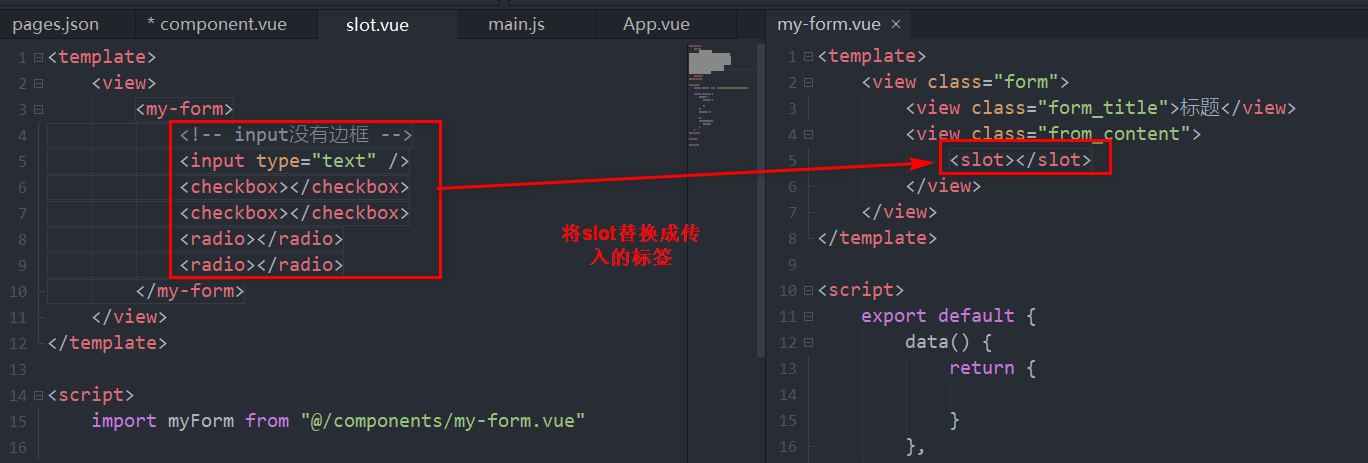 pages.json
* component.vue
slot.vue
main.js
App.vue
1 <template>
2 <view>
3 <my-form>
4 <!-- input没有边框 -->
5 <input type="text" />
6 <checkbox></checkbox>
7 <checkbox></checkbox>
8 <radio></radio>
9 <radio></radio>
10 </my-form>
11 </view>
12 </template>
13
14 <script>
15 import myForm from "@/components/my-form.vue"
16
将slot替换成传
入的标签
my-form.vue ×
1 <template>
2 <view class="form">
3 <view class="form_title">标题</view>
4 <view class="from_content">
5 <slot></slot>
6 </view>
7 </view>
8 </template>
9
10 <script>
11 export default {
12 data() {
13 return {
14
15 }
16 },